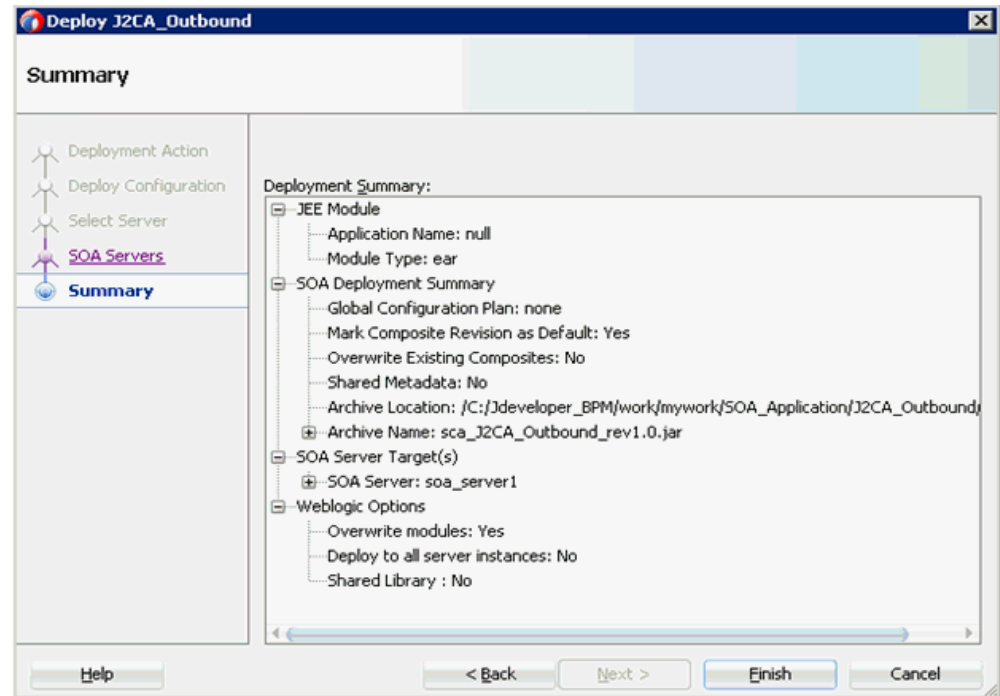 Deploy J2CA_Outbound
Summary
Deployment Action
Deploy Configuration
Select Server
SOA Servers
Summary
Deployment Summary:
JEE Module
Application Name: null
Module Type: ear
SOA Deployment Summary
Global Configuration Plan: none
Mark Composite Revision as Default: Yes
Overwrite Existing Composites: No
Shared Metadata: No
Archive Location: /C:/Jdeveloper_BPM/work/mywork/SOA_Application/J2CA_Outbound/
Archive Name: sca_J2CA_Outbound_rev1.0.jar
SOA Server Target(s)
SOA Server: soa_server1
Weblogic Options
Overwrite modules: Yes
Deploy to all server instances: No
Shared Library : No
Help
< Back
Next >
Finish
Cancel